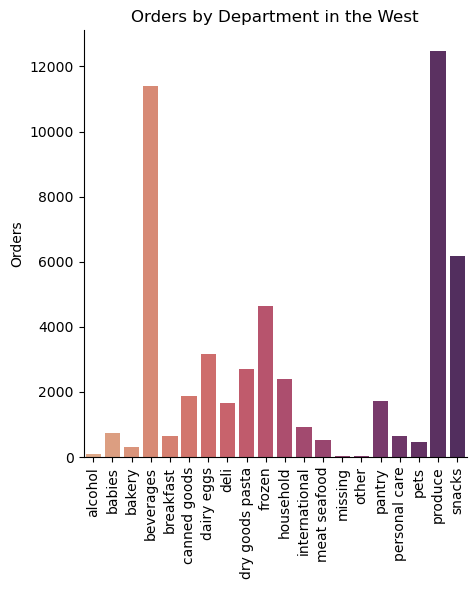 Orders by Department in the West
12000
10000
8000
6000
4000
2000
0
Orders
alcohol
babies
bakery
beverages
breakfast
canned goods
dairy eggs
deli
dry goods pasta
frozen
household
international
meat seafood
missing
other
pantry
personal care
pets
produce
snacks